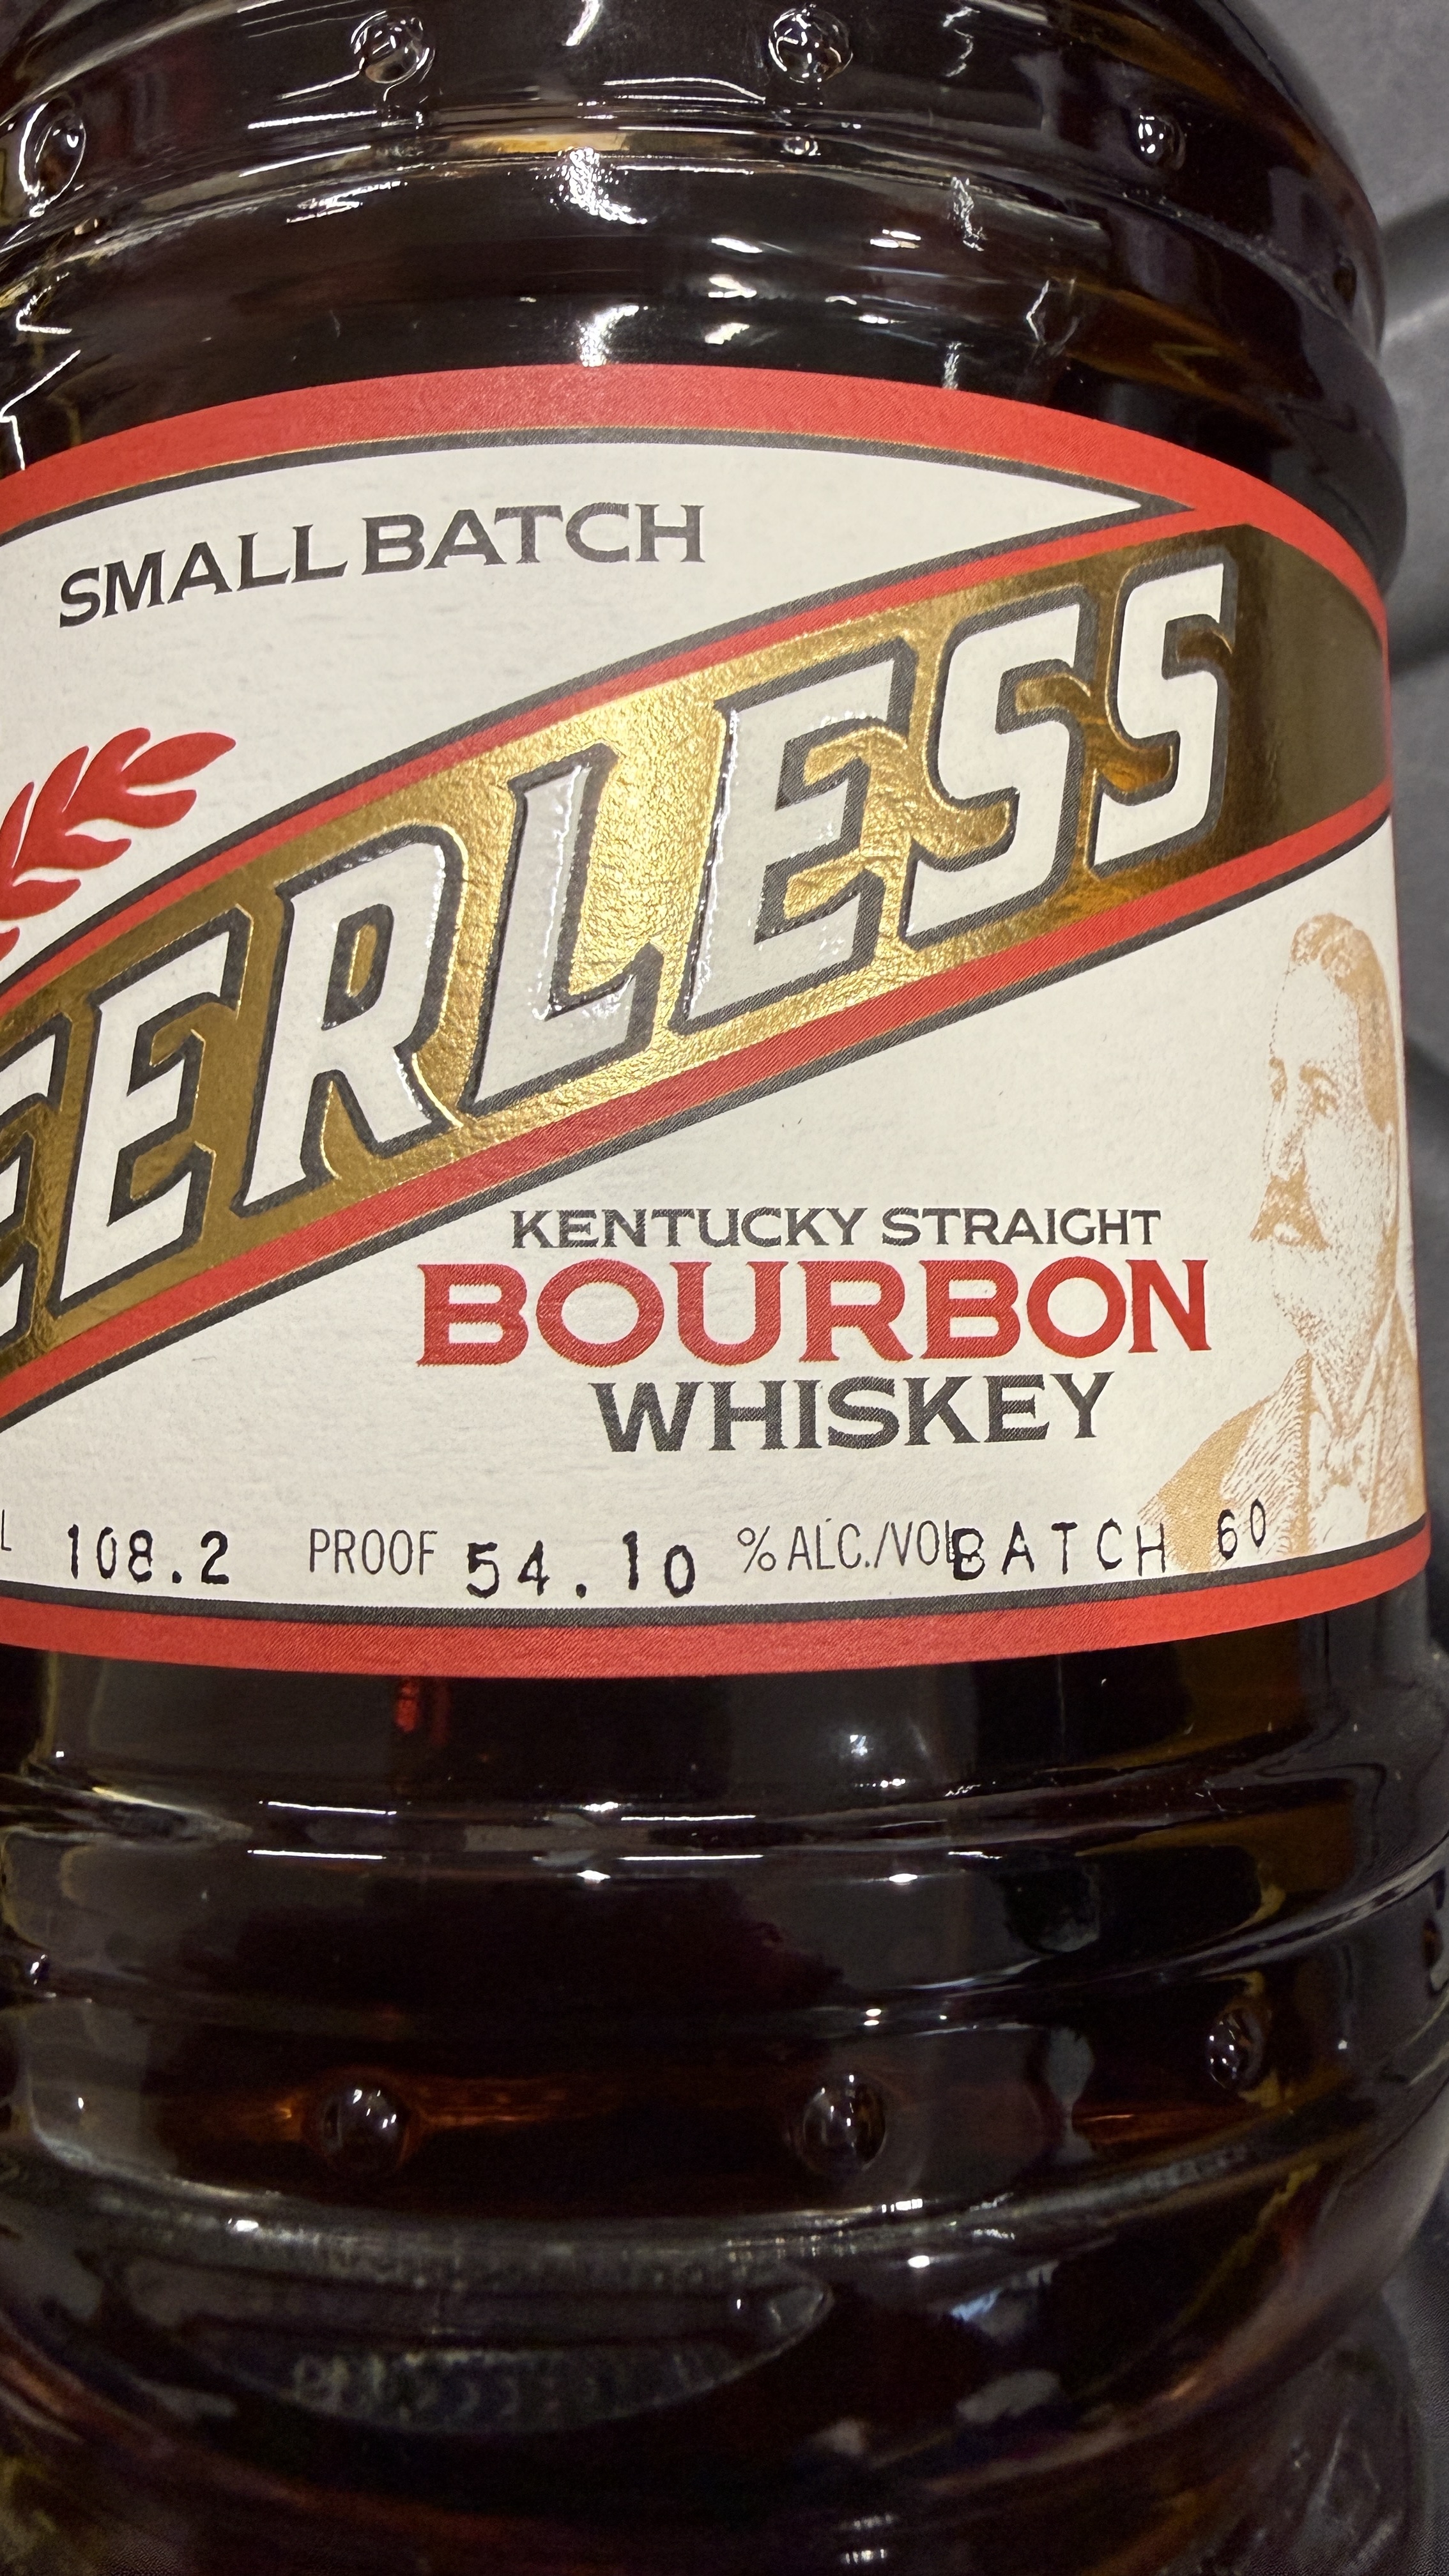 SMALL BATCH
EERLESS
KENTUCKY STRAIGHT
BOURBON
WHISKEY
L 108.2 PROOF 54.10 % ALC./VOL BATCH 60